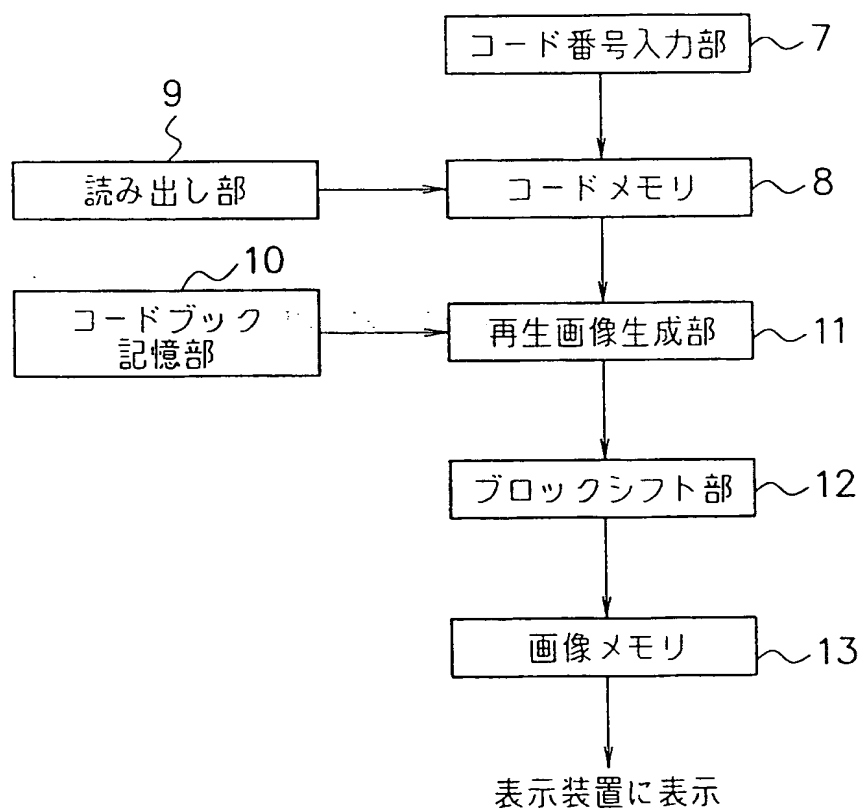 コード番号入力部
7
9
読み出し部
コードメモリ
8
10
コードブック
記憶部
再生画像生成部
11
ブロックシフト部
12
画像メモリ
13
表示装置に表示